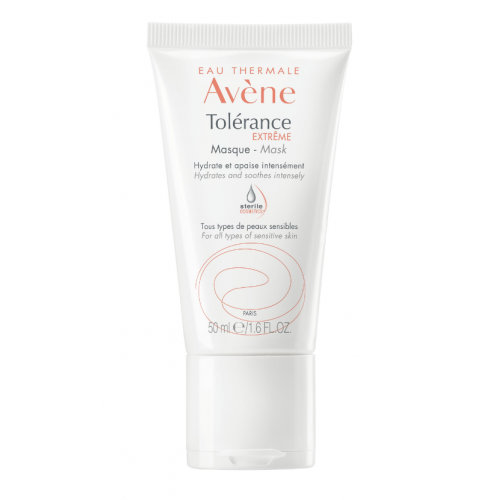 EAU THERMALE
Avène
Tolérance
EXTRÊME
Masque - Mask
Hydrate et apaise intensément
Hydrates and soothes intensely
sterile
COSMETICS
Tous types de peaux sensibles
For all types of sensitive skin
PARIS
50 ml ℮/1.6 FL.OZ.